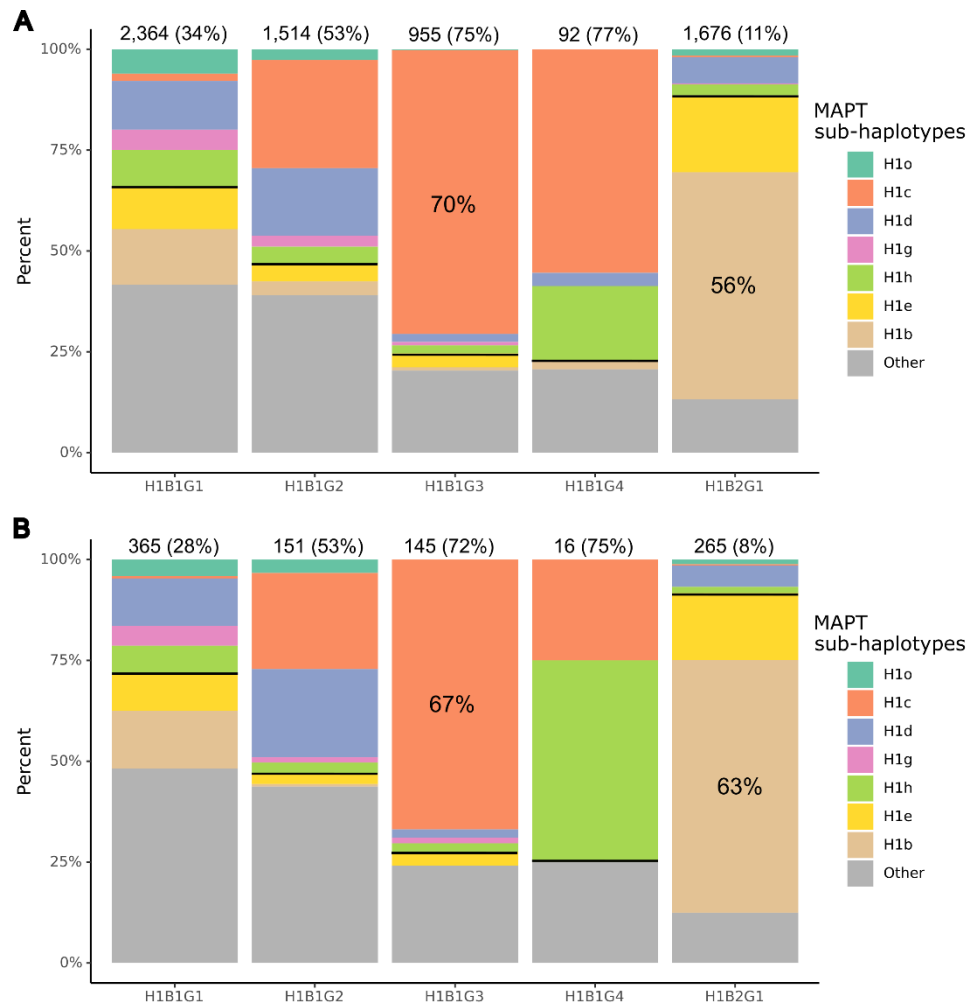 A
2,364 (34%) 1,514 (53%) 955 (75%) 92 (77%) 1,676 (11%)
100%
75%
50%
25%
0%
Percent
70%
56%
H1B1G1 H1B1G2 H1B1G3 H1B1G4 H1B2G1
MAPT
sub-haplotypes
H1o
H1c
H1d
H1g
H1h
H1e
H1b
Other
B
365 (28%) 151 (53%) 145 (72%) 16 (75%) 265 (8%)
100%
75%
50%
25%
0%
Percent
67%
63%
H1B1G1 H1B1G2 H1B1G3 H1B1G4 H1B2G1
MAPT
sub-haplotypes
H1o
H1c
H1d
H1g
H1h
H1e
H1b
Other